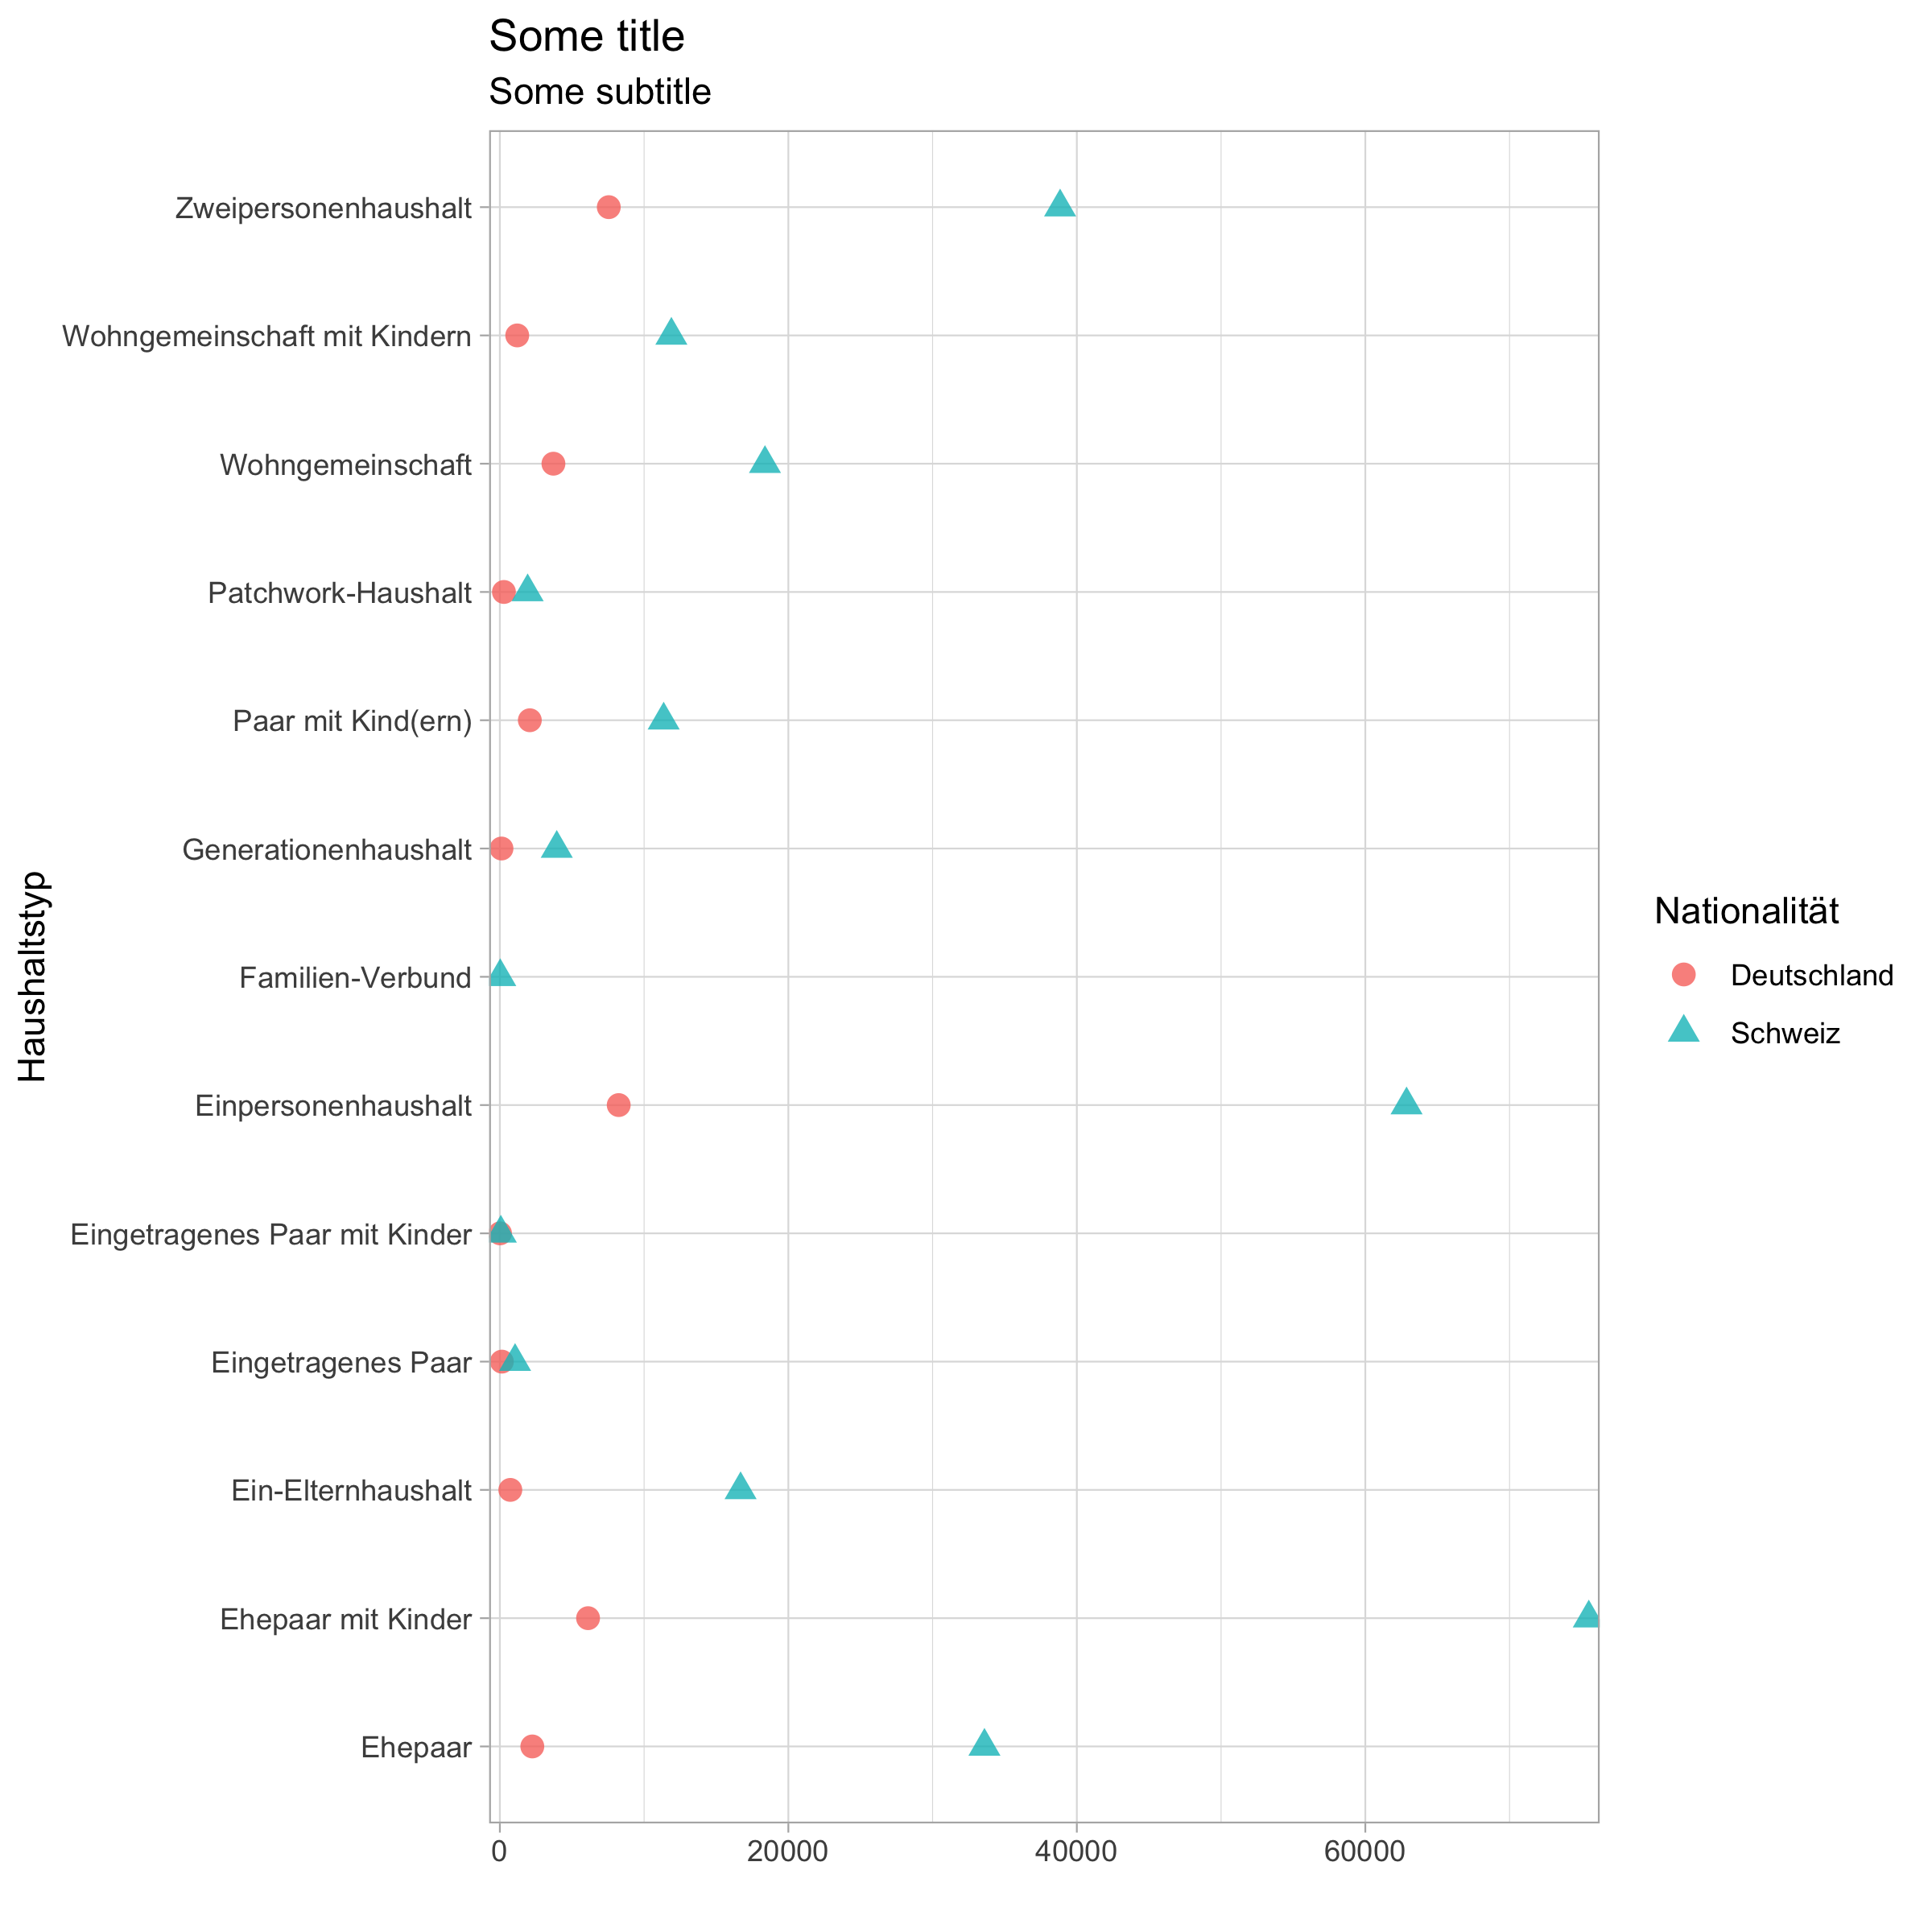 Some title
Some subtitle
Haushaltstyp
Zweipersonenhaushalt
Wohngemeinschaft mit Kindern
Wohngemeinschaft
Patchwork-Haushalt
Paar mit Kind(ern)
Generationenhaushalt
Familien-Verbund
Einpersonenhaushalt
Eingetragenes Paar mit Kinder
Eingetragenes Paar
Ein-Elternhaushalt
Ehepaar mit Kinder
Ehepaar
0 20000 40000 60000
Nationalität
Deutschland
Schweiz